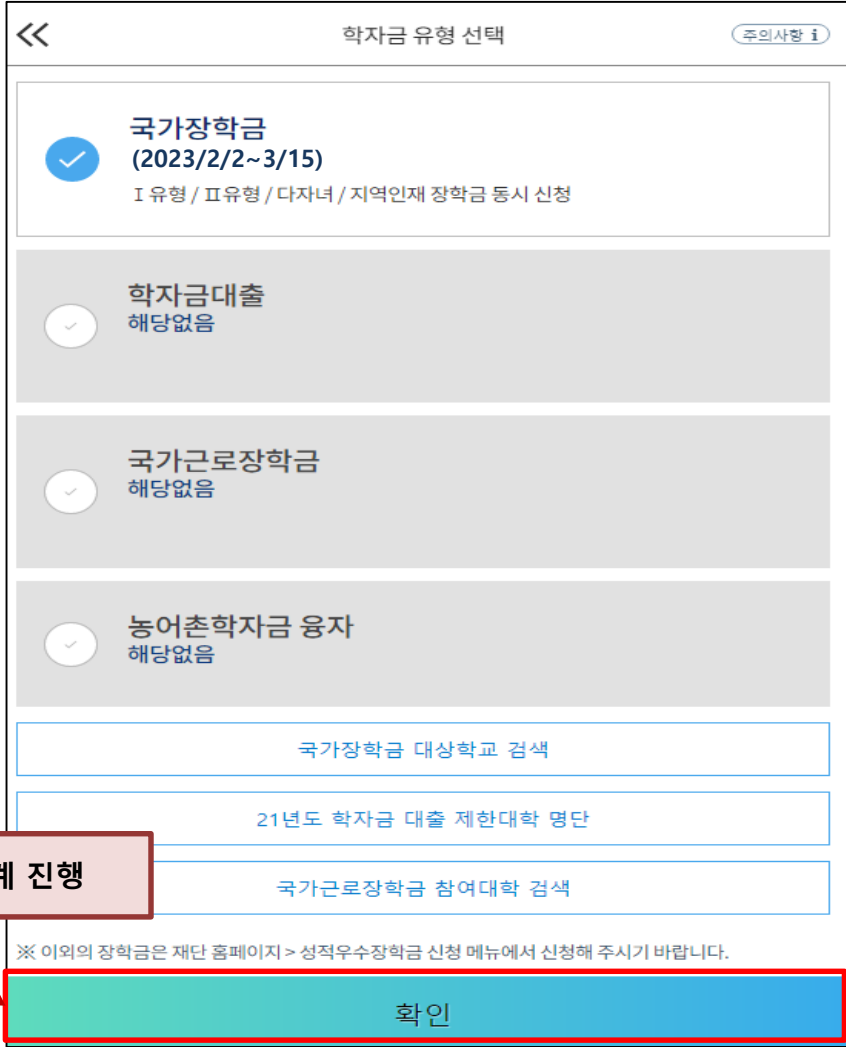 학자금 유형 선택
주의사항 i
국가장학금
(2023/2/2~3/15)
I 유형 / II유형 / 다자녀 / 지역인재 장학금 동시 신청
학자금대출
해당없음
국가근로장학금
해당없음
농어촌학자금 융자
해당없음
국가장학금 대상학교 검색
21년도 학자금 대출 제한대학 명단
진행
국가근로장학금 참여대학 검색
※ 이외의 장학금은 재단 홈페이지 > 성적우수장학금 신청 메뉴에서 신청해 주시기 바랍니다.
확인